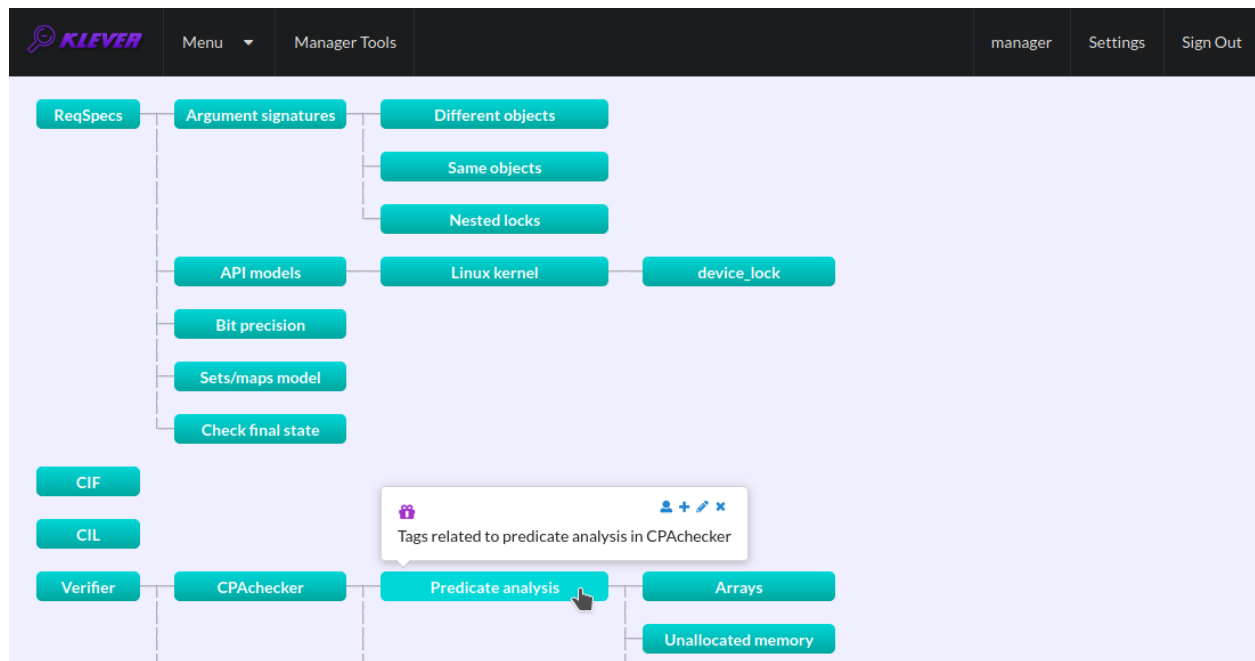 KLEVER Menu Manager Tools manager Settings Sign Out
ReqSpecs Argument signatures Different objects
Same objects
Nested locks
API models Linux kernel device_lock
Bit precision
Sets/maps model
Check final state
CIF
Tags related to predicate analysis in CPAchecker
CIL
Verifier CPAchecker Predicate analysis Arrays
Unallocated memory